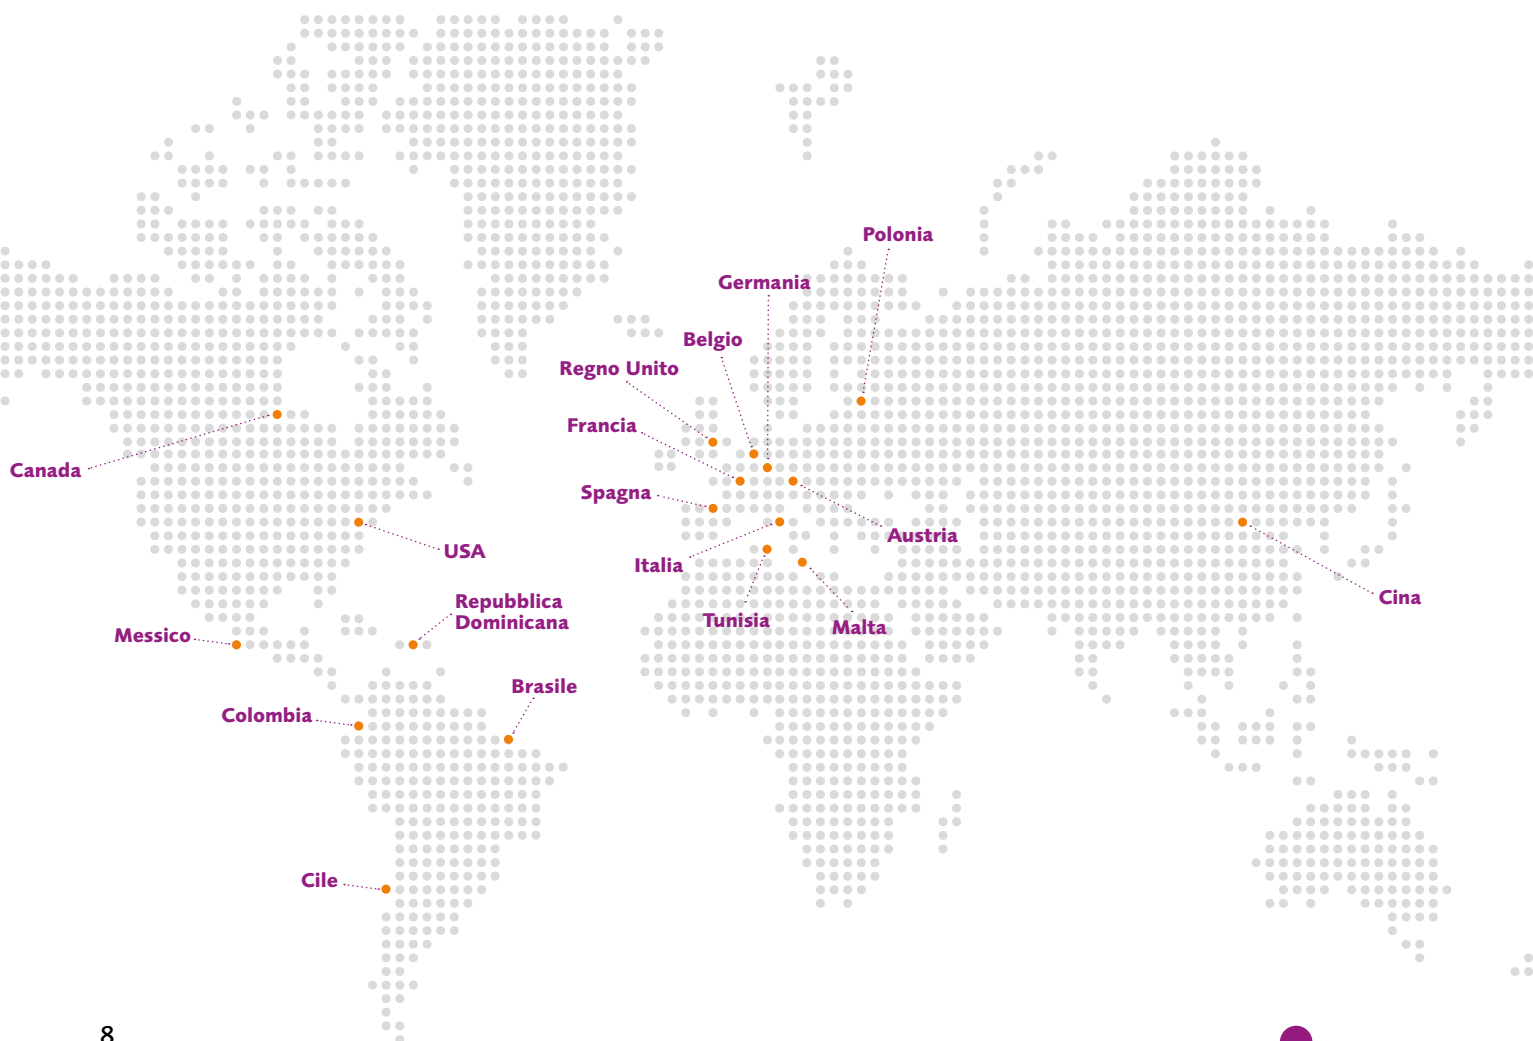 Polonia
Germania
Belgio
Regno Unito
Francia
Canada
Spagna
Austria
USA
Italia
Cina
Repubblica
Dominicana
Tunisia
Malta
Messico
Brasile
Colombia
Cile
8